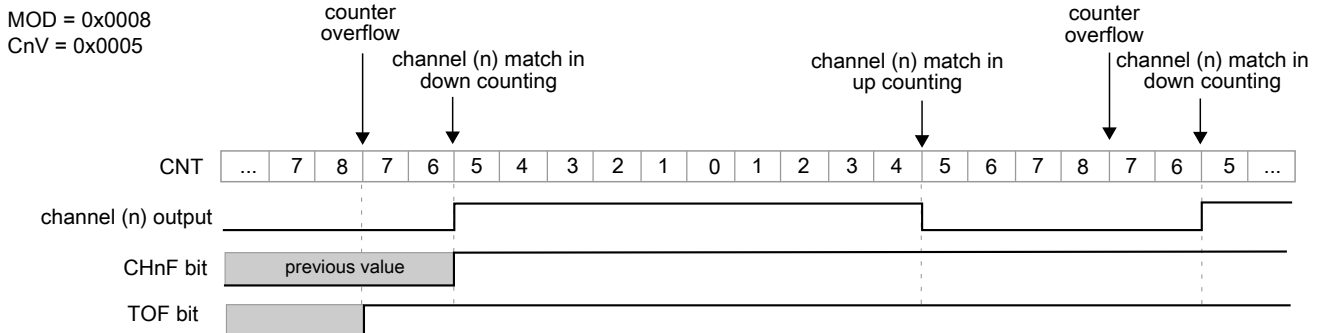 MOD = 0x0008
CnV = 0x0005
counter
overflow
channel (n) match in
down counting
channel (n) match in
up counting
counter
overflow
channel (n) match in
down counting
CNT ... 7 8 7 6 5 4 3 2 1 0 1 2 3 4 5 6 7 8 7 6 5 ...
channel (n) output
CHnF bit previous value
TOF bit